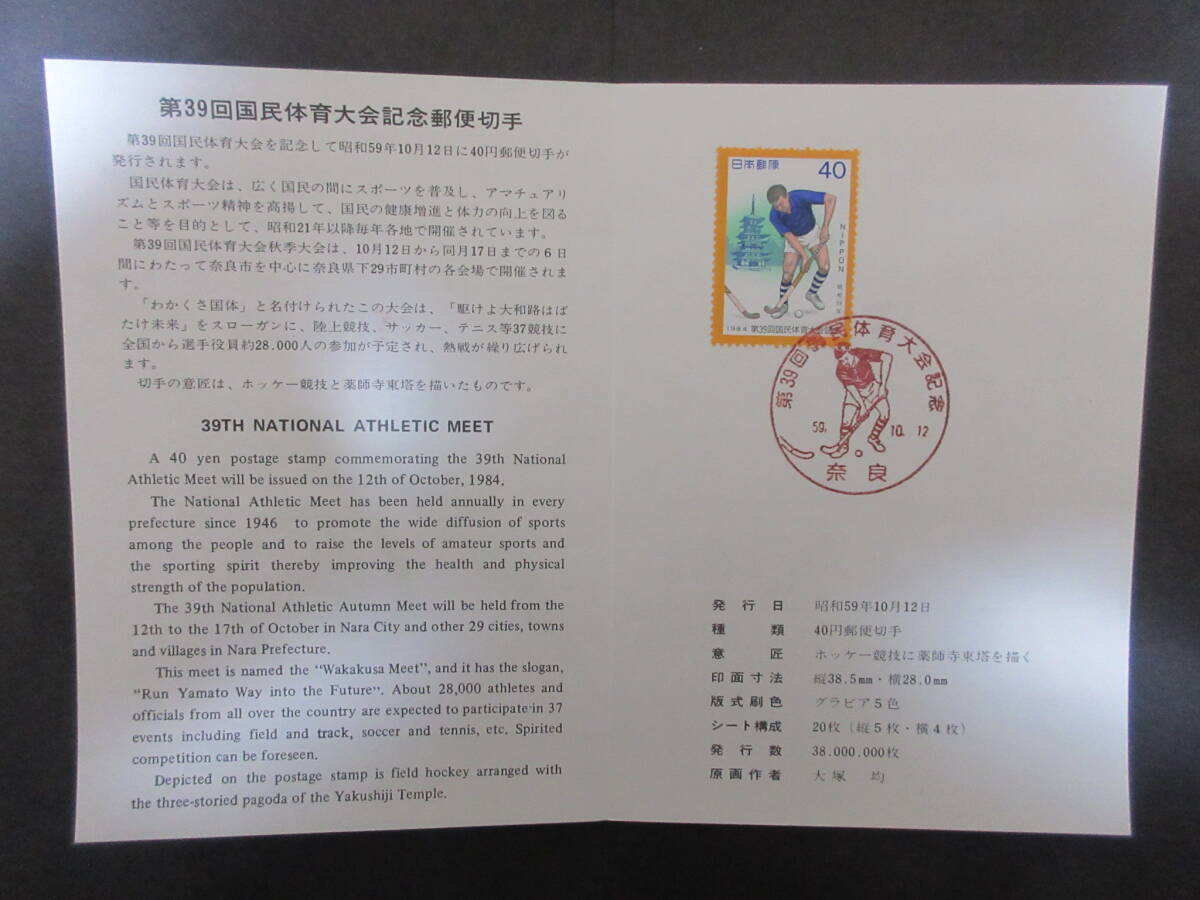 第39回国民体育大会記念郵便切手
第39回国民体育大会を記念して昭和59年10月12日に40円郵便切手が
発行されます。
国民体育大会は、広く国民の間にスポーツを普及し、アマチュアリ
ズムとスポーツ精神を高揚して、国民の健康増進と体力の向上を図る
こと等を目的として、昭和21年以降毎年各地で開催されています。
第39回国民体育大会秋季大会は、10月12日から同月17日までの6日
間にわたって奈良市を中心に奈良県下29市町村の各会場で開催されま
す。
「わかくさ国体」と名付けられたこの大会は、「駆けよ大和路はば
たけ未来」をスローガンに、陸上競技、サッカー、テニス等37競技に
全国から選手役員約28.000人の参加が予定され、熱戦が繰り広げられ
ます。
切手の意匠は、ホッケー競技と薬師寺東塔を描いたものです。
39TH NATIONAL ATHLETIC MEET
A 40 yen postage stamp commemorating the 39th National
Athletic Meet will be issued on the 12th of October, 1984.
The National Athletic Meet has been held annually in every
prefecture since 1946 to promote the wide diffusion of sports
among the people and to raise the levels of amateur sports and
the sporting spirit thereby improving the health and physical
strength of the population.
The 39th National Athletic Autumn Meet will be held from the
12th to the 17th of October in Nara City and other 29 cities, towns
and villages in Nara Prefecture.
This meet is named the "Wakakusa Meet", and it has the slogan,
"Run Yamato Way into the Future". About 28,000 athletes and
officials from all over the country are expected to participate in 37
events including field and track, soccer and tennis, etc. Spirited
competition can be foreseen.
Depicted on the postage stamp is field hockey arranged with
the three-storied pagoda of the Yakushiji Temple.
日本郵便 40
NIPPON
1984 第39回国民体育大会記念
第39回国民体育大会記念
59. 10. 12
奈良
発行日 昭和59年10月12日
種類 40円郵便切手
意匠 ホッケー競技に薬師寺東塔を描く
印面寸法 縦38.5mm・横28.0mm
版式刷色 グラビア5色
シート構成 20枚(縦5枚・横4枚)
発行数 38.000.000枚
原画作者 大塚 均